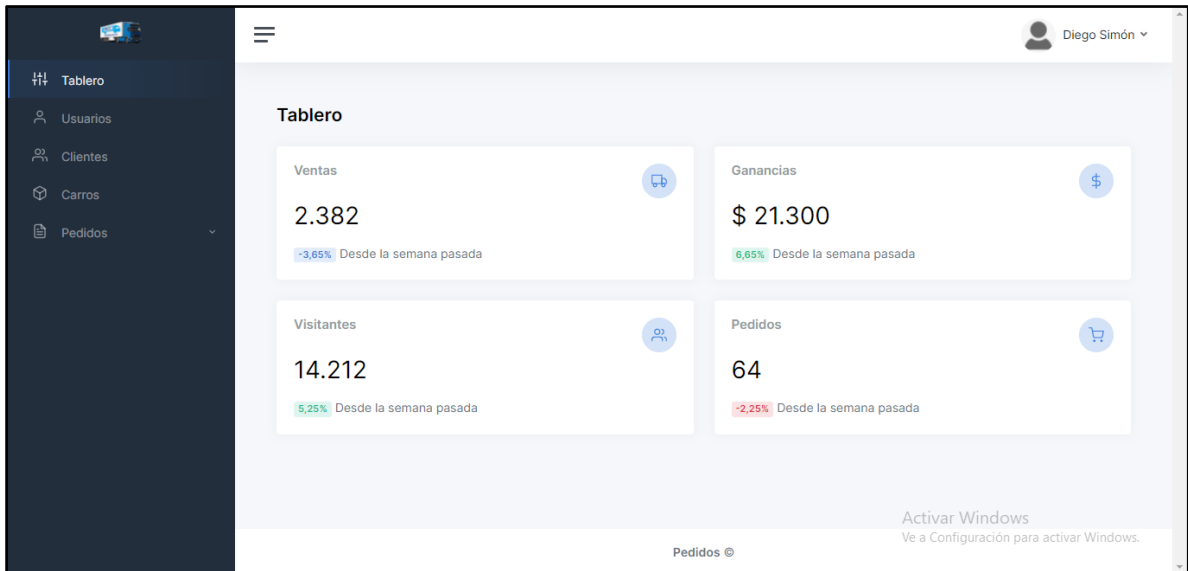 Diego Simón
Tablero
Usuarios
Clientes
Carros
Pedidos
Tablero
Ventas
2.382
-3,65% Desde la semana pasada
Ganancias
$ 21.300
6,65% Desde la semana pasada
Visitantes
14.212
5,25% Desde la semana pasada
Pedidos
64
-2,25% Desde la semana pasada
Activar Windows
Ve a Configuración para activar Windows.
Pedidos ©